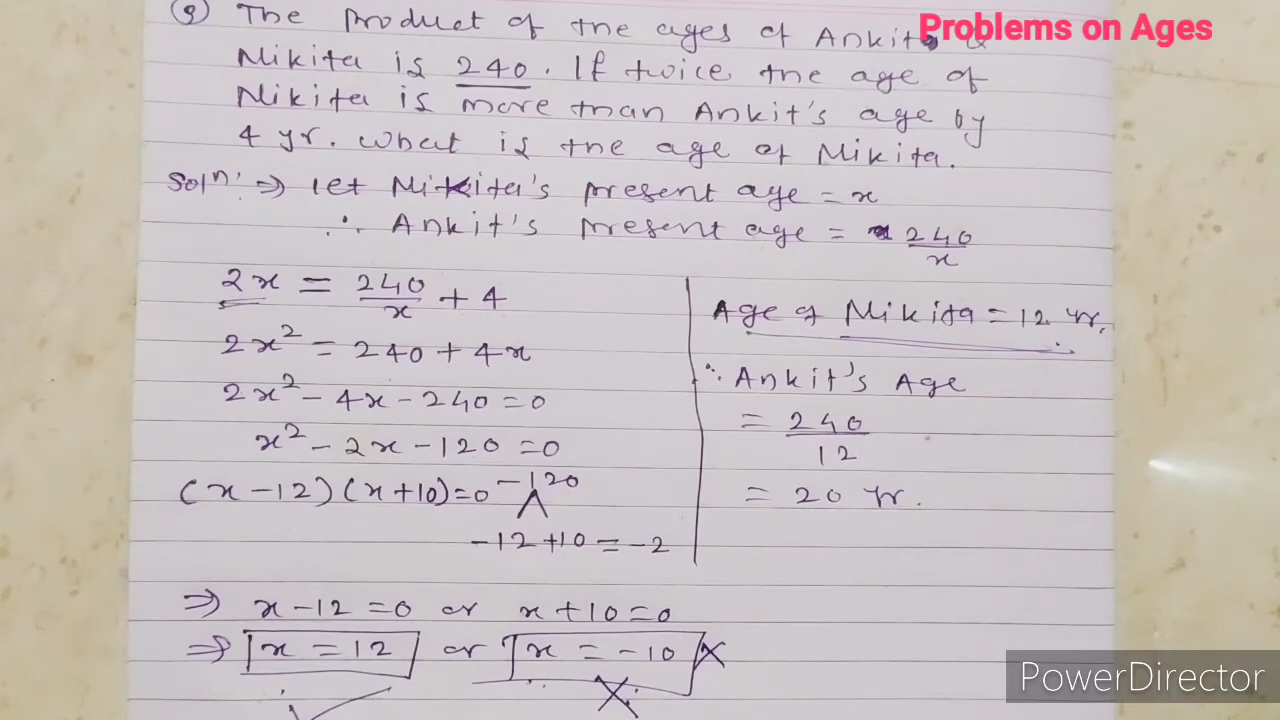 Problems on Ages
9) The product of the ages of Ankit &
Nikita is 240. If twice the age of
Nikita is more than Ankit's age by
4 yr. what is the age of Nikita.
Soln: ⇒ let Nikita's present age = x
∴ Ankit's present age = 240/x
2x = 240/x + 4
2x² = 240 + 4x
2x² - 4x - 240 = 0
x² - 2x - 120 = 0
(x - 12) (x + 10) = 0 -120
-12 + 10 = -2
Age of Nikita = 12 yr.
∴ Ankit's Age
= 240/12
= 20 yr.
⇒ x - 12 = 0 or x + 10 = 0
⇒ x = 12 or x = -10 X
X
PowerDirector